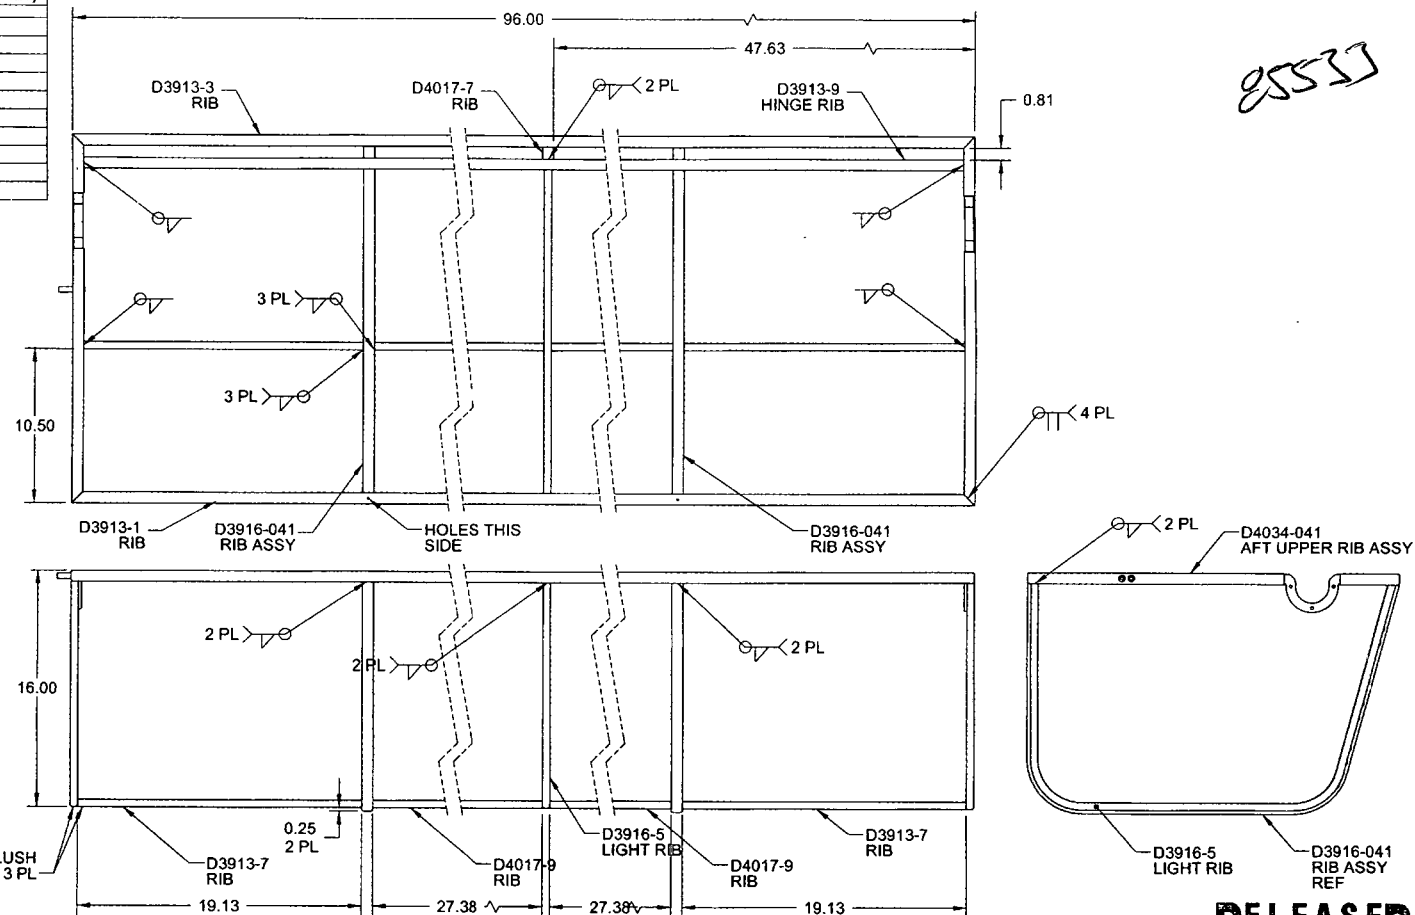 96.00
47.63
85533
D3913-3
RIB
D4017-7
RIB
2 PL
D3913-9
HINGE RIB
0.81
3 PL
3 PL
10.50
4 PL
D3913-1
RIB
D3916-041
RIB ASSY
HOLES THIS
SIDE
D3916-041
RIB ASSY
2 PL
D4034-041
AFT UPPER RIB ASSY
2 PL
2 PL
2 PL
16.00
0.25
2 PL
LUSH
3 PL
D3913-7
RIB
D4017-9
RIB
D3916-5
LIGHT RIB
D4017-9
RIB
D3913-7
RIB
D3916-5
LIGHT RIB
D3916-041
RIB ASSY
REF
19.13
27.38
27.38
19.13
RELEASED